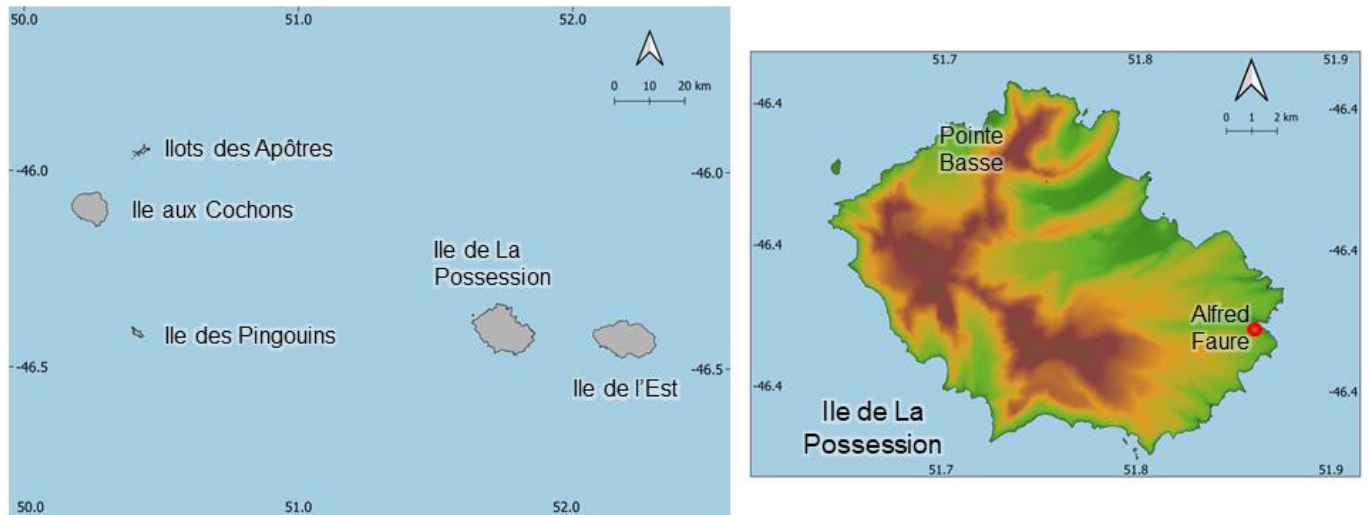 50.0
51.0
52.0
0 10 20 km
Ilots des Apôtres
-46.0
-46.0
Ile aux Cochons
Ile de La
Possession
Ile des Pingouins
-46.5
-46.5
Ile de l'Est
50.0
51.0
52.0
51.7
51.8
51.9
-46.4
-46.4
0 1 2 km
Pointe
Basse
-46.4
-46.4
Alfred
Faure
-46.4
-46.4
Ile de La
Possession
51.7
51.8
51.9